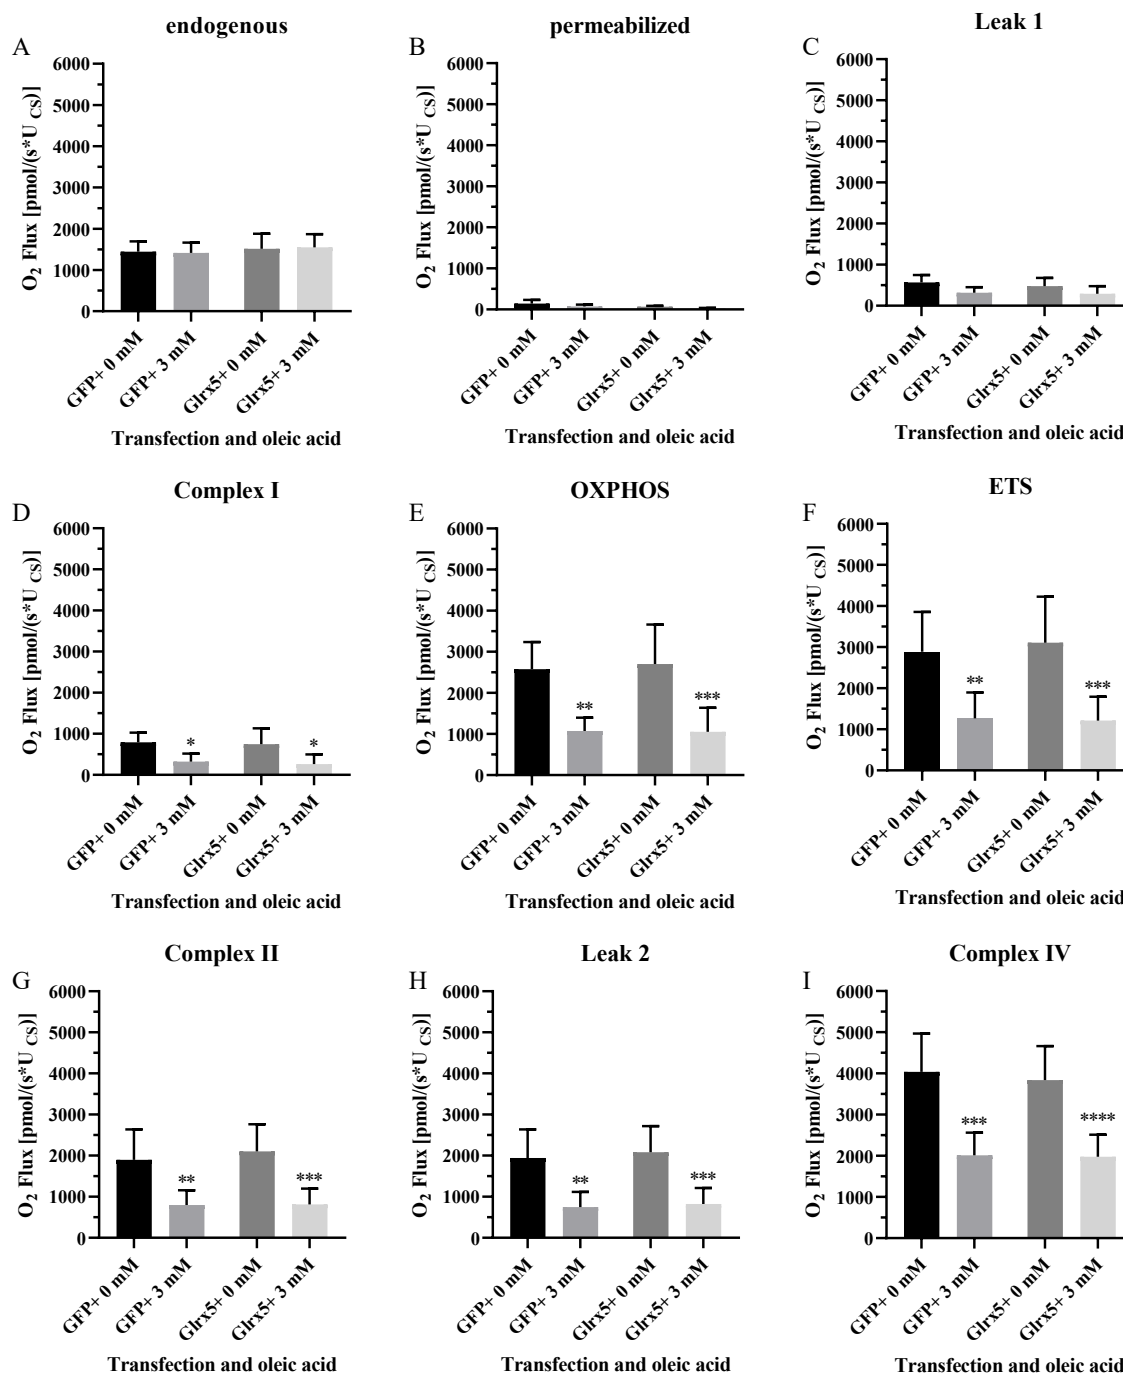 A
endogenous
O2 Flux [pmol/(s*U CS)]
6000
5000
4000
3000
2000
1000
0
GFP+ 0 mM
GFP+ 3 mM
Glrx5+ 0 mM
Glrx5+ 3 mM
Transfection and oleic acid
B
permeabilized
O2 Flux [pmol/(s*U CS)]
6000
5000
4000
3000
2000
1000
0
GFP+ 0 mM
GFP+ 3 mM
Glrx5+ 0 mM
Glrx5+ 3 mM
Transfection and oleic acid
C
Leak 1
O2 Flux [pmol/(s*U CS)]
6000
5000
4000
3000
2000
1000
0
GFP+ 0 mM
GFP+ 3 mM
Glrx5+ 0 mM
Glrx5+ 3 mM
Transfection and oleic acid
D
Complex I
O2 Flux [pmol/(s*U CS)]
6000
5000
4000
3000
2000
1000
0
*
*
GFP+ 0 mM
GFP+ 3 mM
Glrx5+ 0 mM
Glrx5+ 3 mM
Transfection and oleic acid
E
OXPHOS
O2 Flux [pmol/(s*U CS)]
6000
5000
4000
3000
2000
1000
0
**
***
GFP+ 0 mM
GFP+ 3 mM
Glrx5+ 0 mM
Glrx5+ 3 mM
Transfection and oleic acid
F
ETS
O2 Flux [pmol/(s*U CS)]
6000
5000
4000
3000
2000
1000
0
**
***
GFP+ 0 mM
GFP+ 3 mM
Glrx5+ 0 mM
Glrx5+ 3 mM
Transfection and oleic acid
G
Complex II
O2 Flux [pmol/(s*U CS)]
6000
5000
4000
3000
2000
1000
0
**
***
GFP+ 0 mM
GFP+ 3 mM
Glrx5+ 0 mM
Glrx5+ 3 mM
Transfection and oleic acid
H
Leak 2
O2 Flux [pmol/(s*U CS)]
6000
5000
4000
3000
2000
1000
0
**
***
GFP+ 0 mM
GFP+ 3 mM
Glrx5+ 0 mM
Glrx5+ 3 mM
Transfection and oleic acid
I
Complex IV
O2 Flux [pmol/(s*U CS)]
6000
5000
4000
3000
2000
1000
0
***
****
GFP+ 0 mM
GFP+ 3 mM
Glrx5+ 0 mM
Glrx5+ 3 mM
Transfection and oleic acid